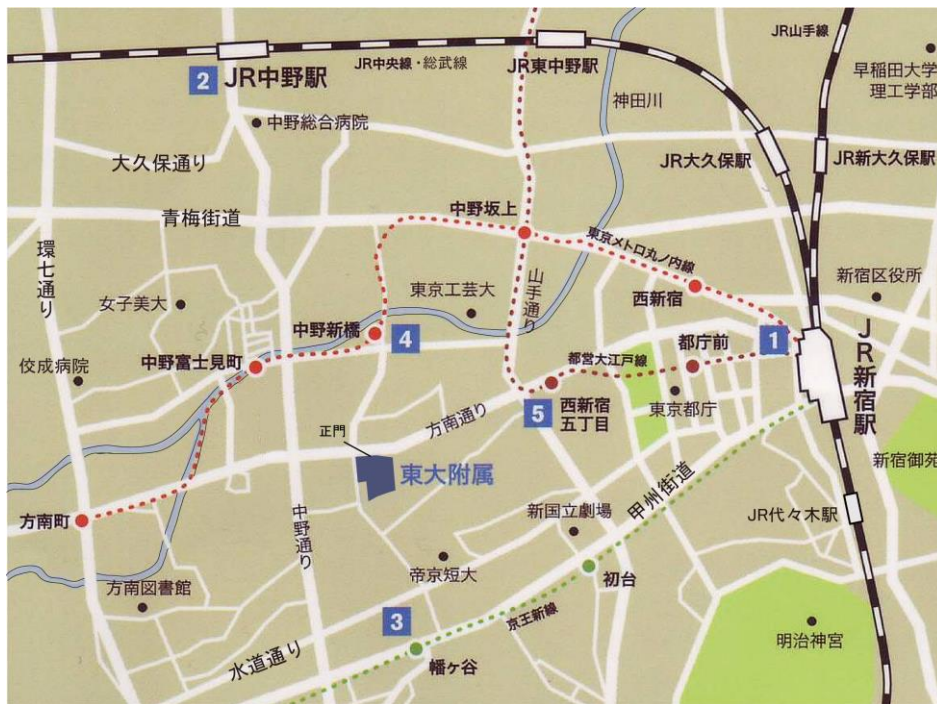 JR山手線
JR中央線・総武線
JR東中野駅
早稲田大学
理工学部
2
JR中野駅
神田川
中野総合病院
大久保通り
JR大久保駅
JR新大久保駅
青梅街道
中野坂上
東京メトロ丸ノ内線
環七通り
山手通り
新宿区役所
女子美大
東京工芸大
西新宿
中野新橋
4
1
JR新宿駅
佼成病院
中野富士見町
都営大江戸線
都庁前
5
西新宿
五丁目
東京都庁
方南通り
正門
東大附属
新宿御苑
甲州街道
方南町
中野通り
新国立劇場
JR代々木駅
帝京短大
初台
方南図書館
3
京王新線
明治神宮
水道通り
幡ヶ谷